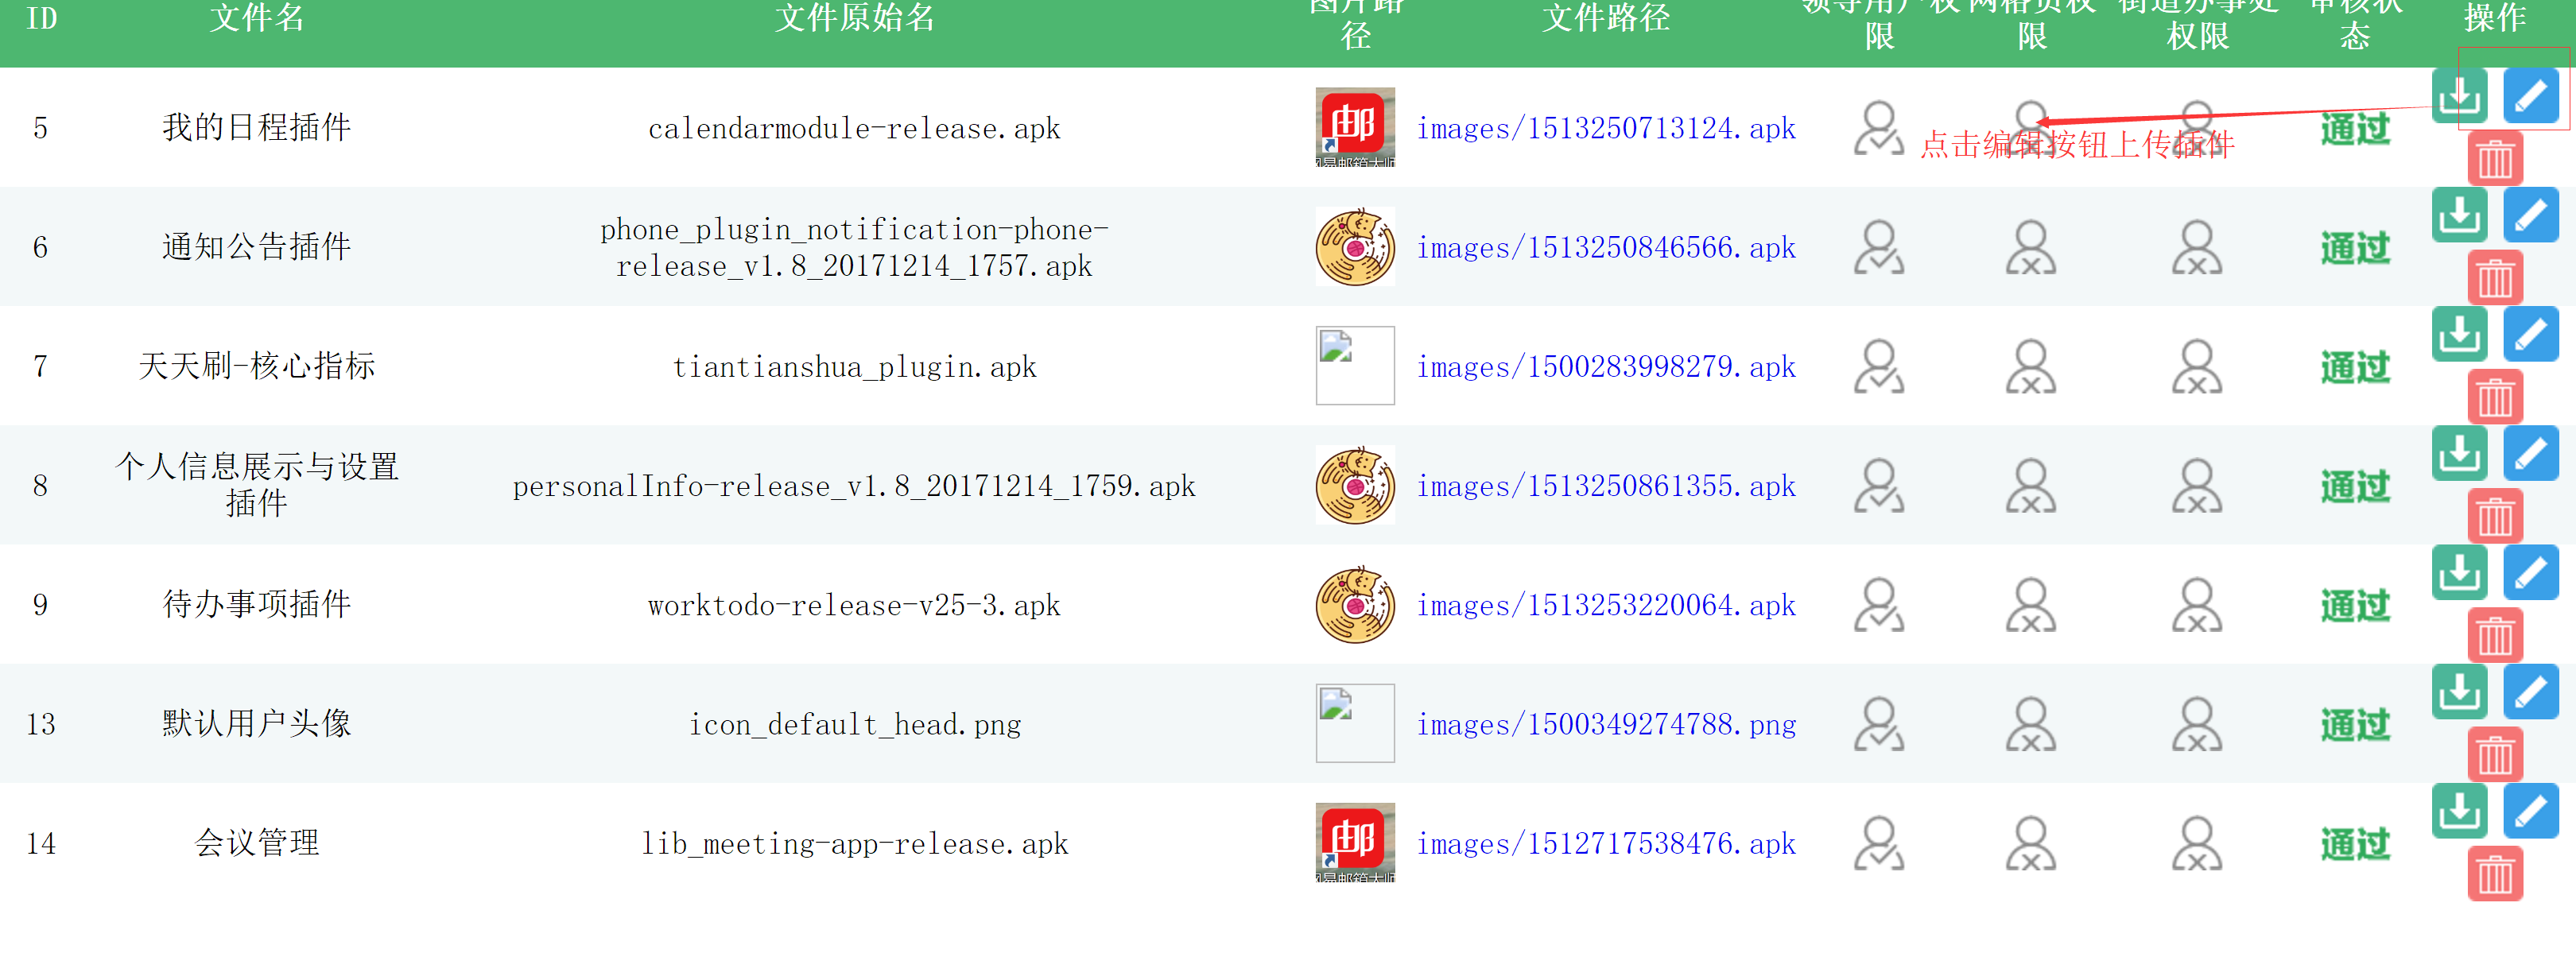 ID 文件名 文件原始名 图片路径 文件路径 领导用户权限 网格员权限 街道办事处权限 审核状态 操作
5 我的日程插件 calendarmodule-release.apk 邮 images/1513250713124.apk 通过
点击编辑按钮上传插件
6 通知公告插件 phone_plugin_notification-phone-
release_v1.8_20171214_1757.apk images/1513250846566.apk 通过
7 天天刷-核心指标 tiantianshua_plugin.apk images/1500283998279.apk 通过
8 个人信息展示与设置
插件 personalInfo-release_v1.8_20171214_1759.apk images/1513250861355.apk 通过
9 待办事项插件 worktodo-release-v25-3.apk images/1513253220064.apk 通过
13 默认用户头像 icon_default_head.png images/1500349274788.png 通过
14 会议管理 lib_meeting-app-release.apk 邮 images/1512717538476.apk 通过